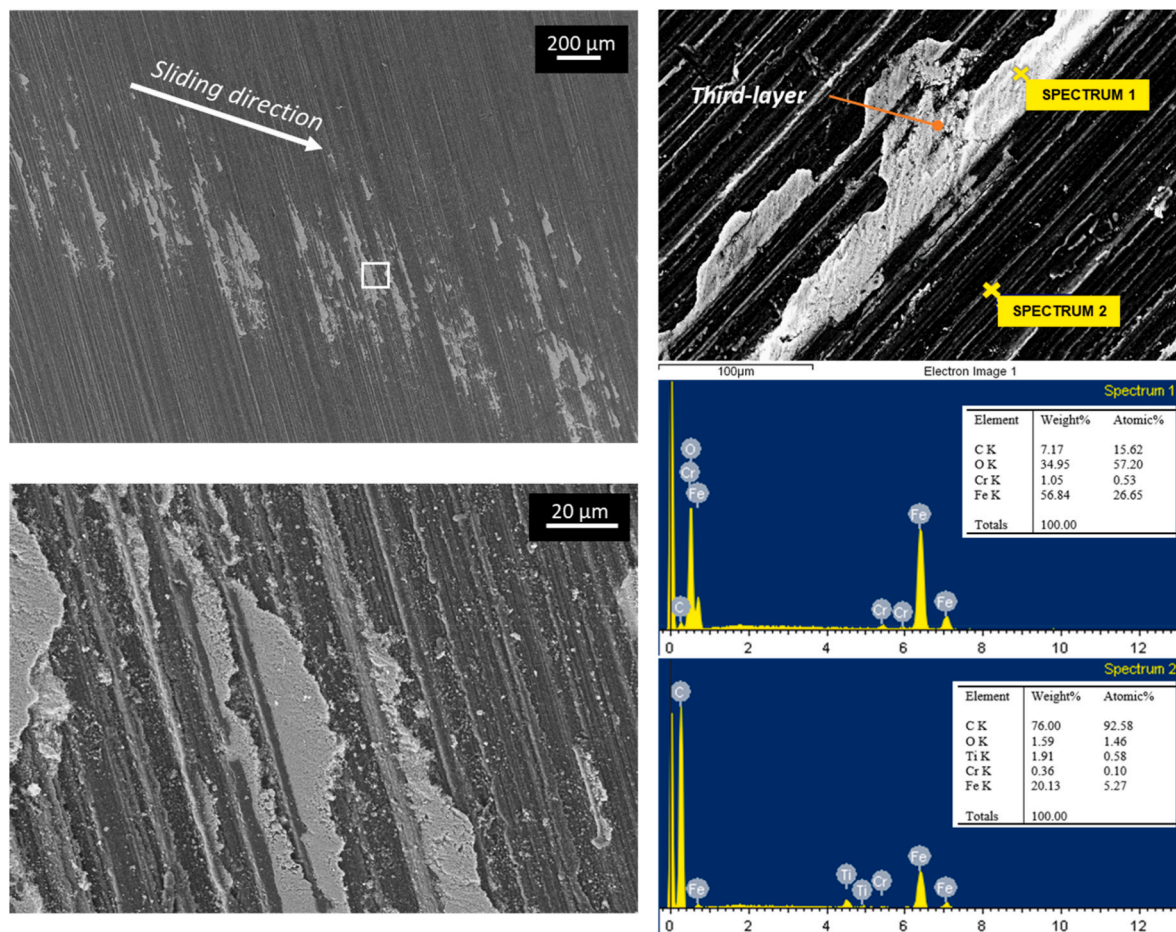 200 µm
Sliding direction
20 µm
Third-layer
SPECTRUM 1
SPECTRUM 2
100µm
Electron Image 1
Spectrum 1
Element Weight% Atomic%
C K 7.17 15.62
O K 34.95 57.20
Cr K 1.05 0.53
Fe K 56.84 26.65
Totals 100.00
O
Cr
Fe
C
Cr
Cr
Fe
Fe
0 2 4 6 8 10 12
Spectrum 2
Element Weight% Atomic%
C K 76.00 92.58
O K 1.59 1.46
Ti K 1.91 0.58
Cr K 0.36 0.10
Fe K 20.13 5.27
Totals 100.00
C
Fe
Ti
Ti
Cr
Fe
Fe
0 2 4 6 8 10 12